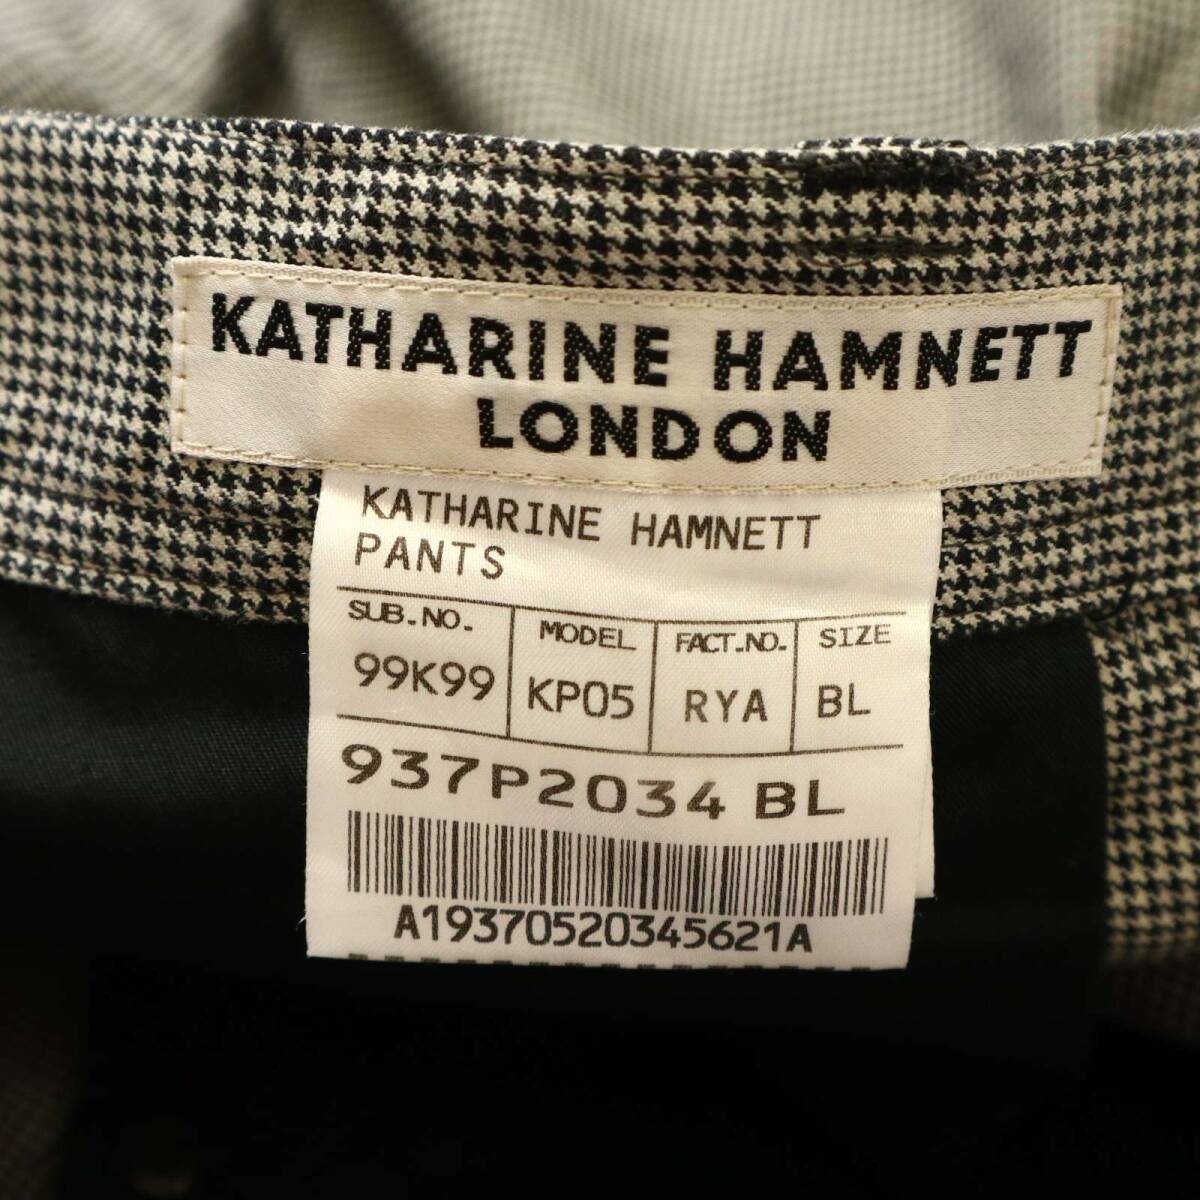 KATHARINE HAMNETT
LONDON
KATHARINE HAMNETT
PANTS
SUB.NO. MODEL FACT.NO. SIZE
99K99 KP05 RYA BL
937P2034 BL
A19370520345621A